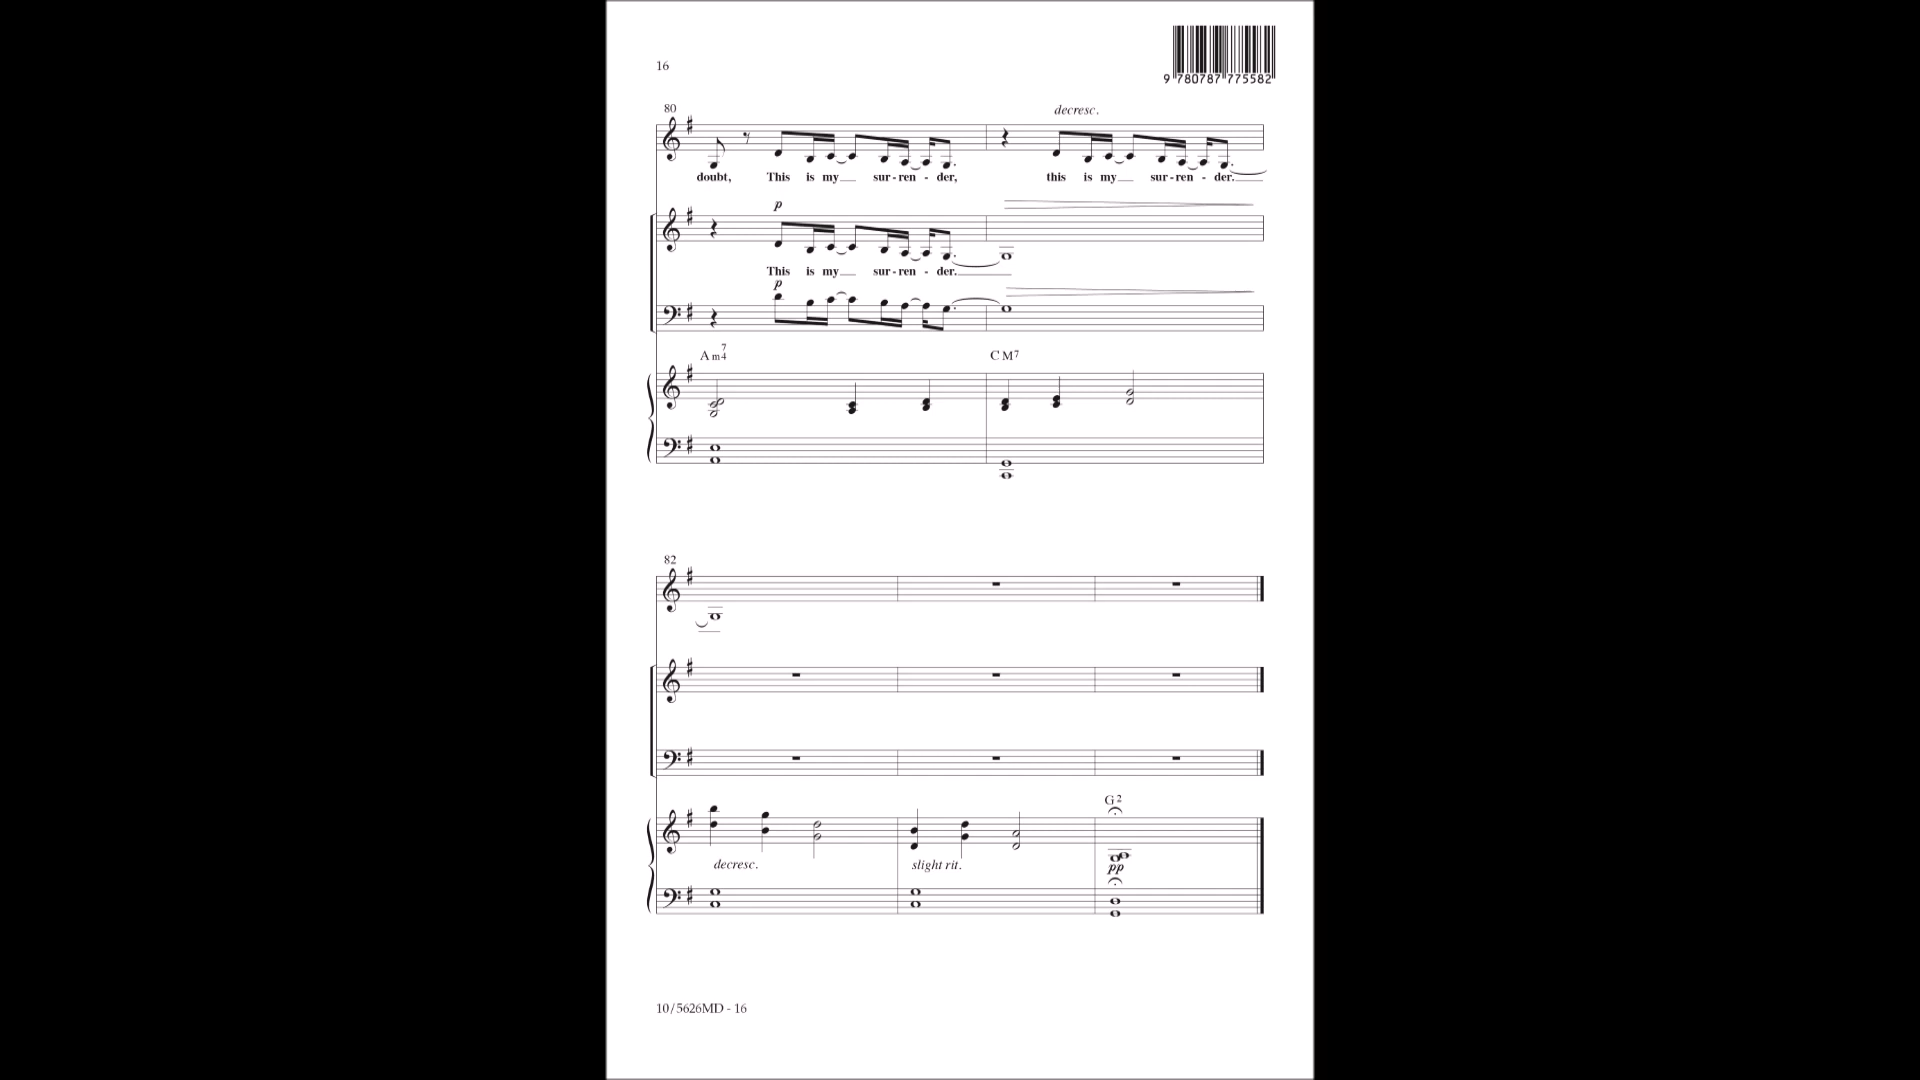 16
9 780787 775582
80
decresc.
doubt, This is my sur - ren - der, this is my sur - ren - der.
p
This is my sur - ren - der.
p
Am7 4 CM7
82
G2
decresc. slight rit. pp
10/5626MD - 16